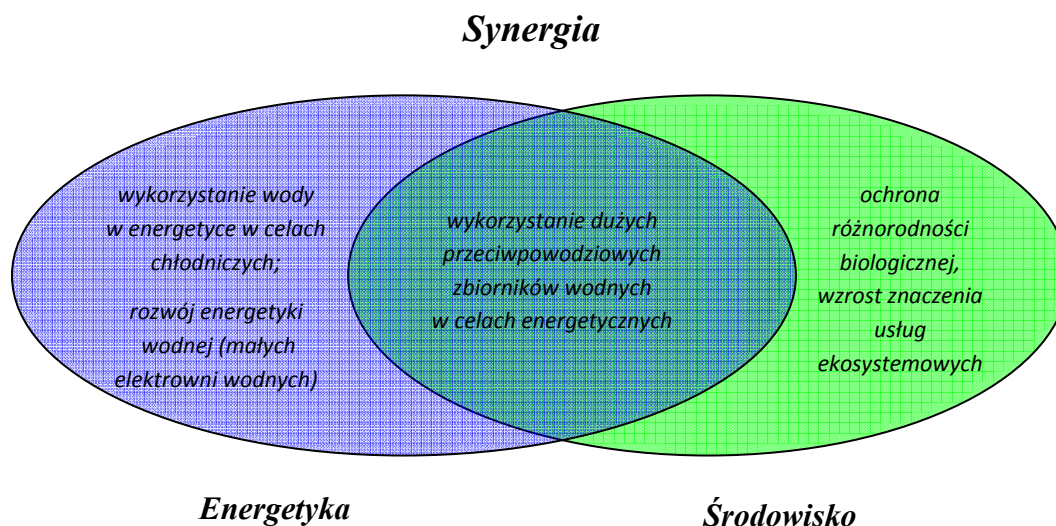 Synergia
wykorzystanie wody
w energetyce w celach
chłodniczych;
rozwój energetyki
wodnej (małych
elektrowni wodnych)
wykorzystanie dużych
przeciwpowodziowych
zbiorników wodnych
w celach energetycznych
ochrona
różnorodności
biologicznej,
wzrost znaczenia
usług
ekosystemowych
Energetyka
Środowisko